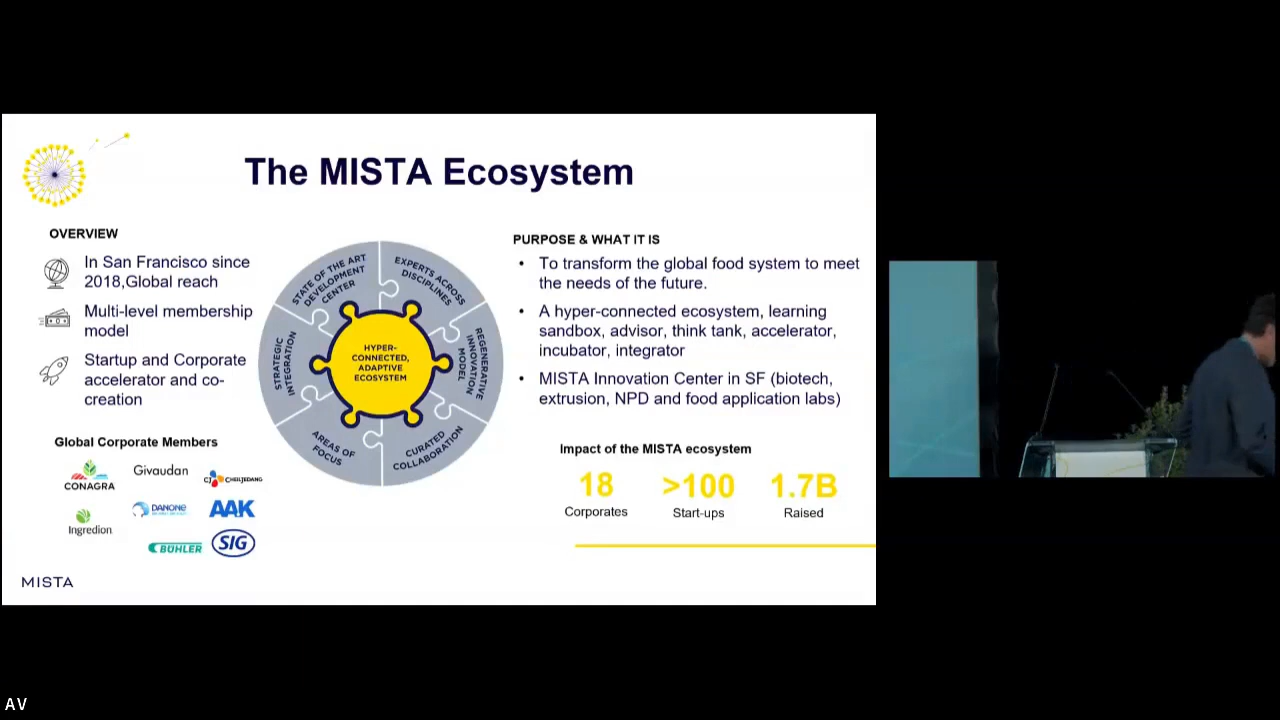 The MISTA Ecosystem
OVERVIEW
In San Francisco since
2018,Global reach
Multi-level membership
model
Startup and Corporate
accelerator and co-
creation
Global Corporate Members
CONAGRA
Givaudan
CJ CHEILJEDANG
Ingredion
DANONE
AAK
BÜHLER
SIG
STATE OF THE ART
DEVELOPMENT
CENTER
EXPERTS ACROSS
DISCIPLINES
REGENERATIVE
INNOVATION
MODEL
CURATED
COLLABORATION
AREAS OF
FOCUS
STRATEGIC
INTEGRATION
HYPER-
CONNECTED,
ADAPTIVE
ECOSYSTEM
PURPOSE & WHAT IT IS
• To transform the global food system to meet
the needs of the future.
• A hyper-connected ecosystem, learning
sandbox, advisor, think tank, accelerator,
incubator, integrator
• MISTA Innovation Center in SF (biotech,
extrusion, NPD and food application labs)
Impact of the MISTA ecosystem
18 >100 1.7B
Corporates Start-ups Raised
MISTA
AV